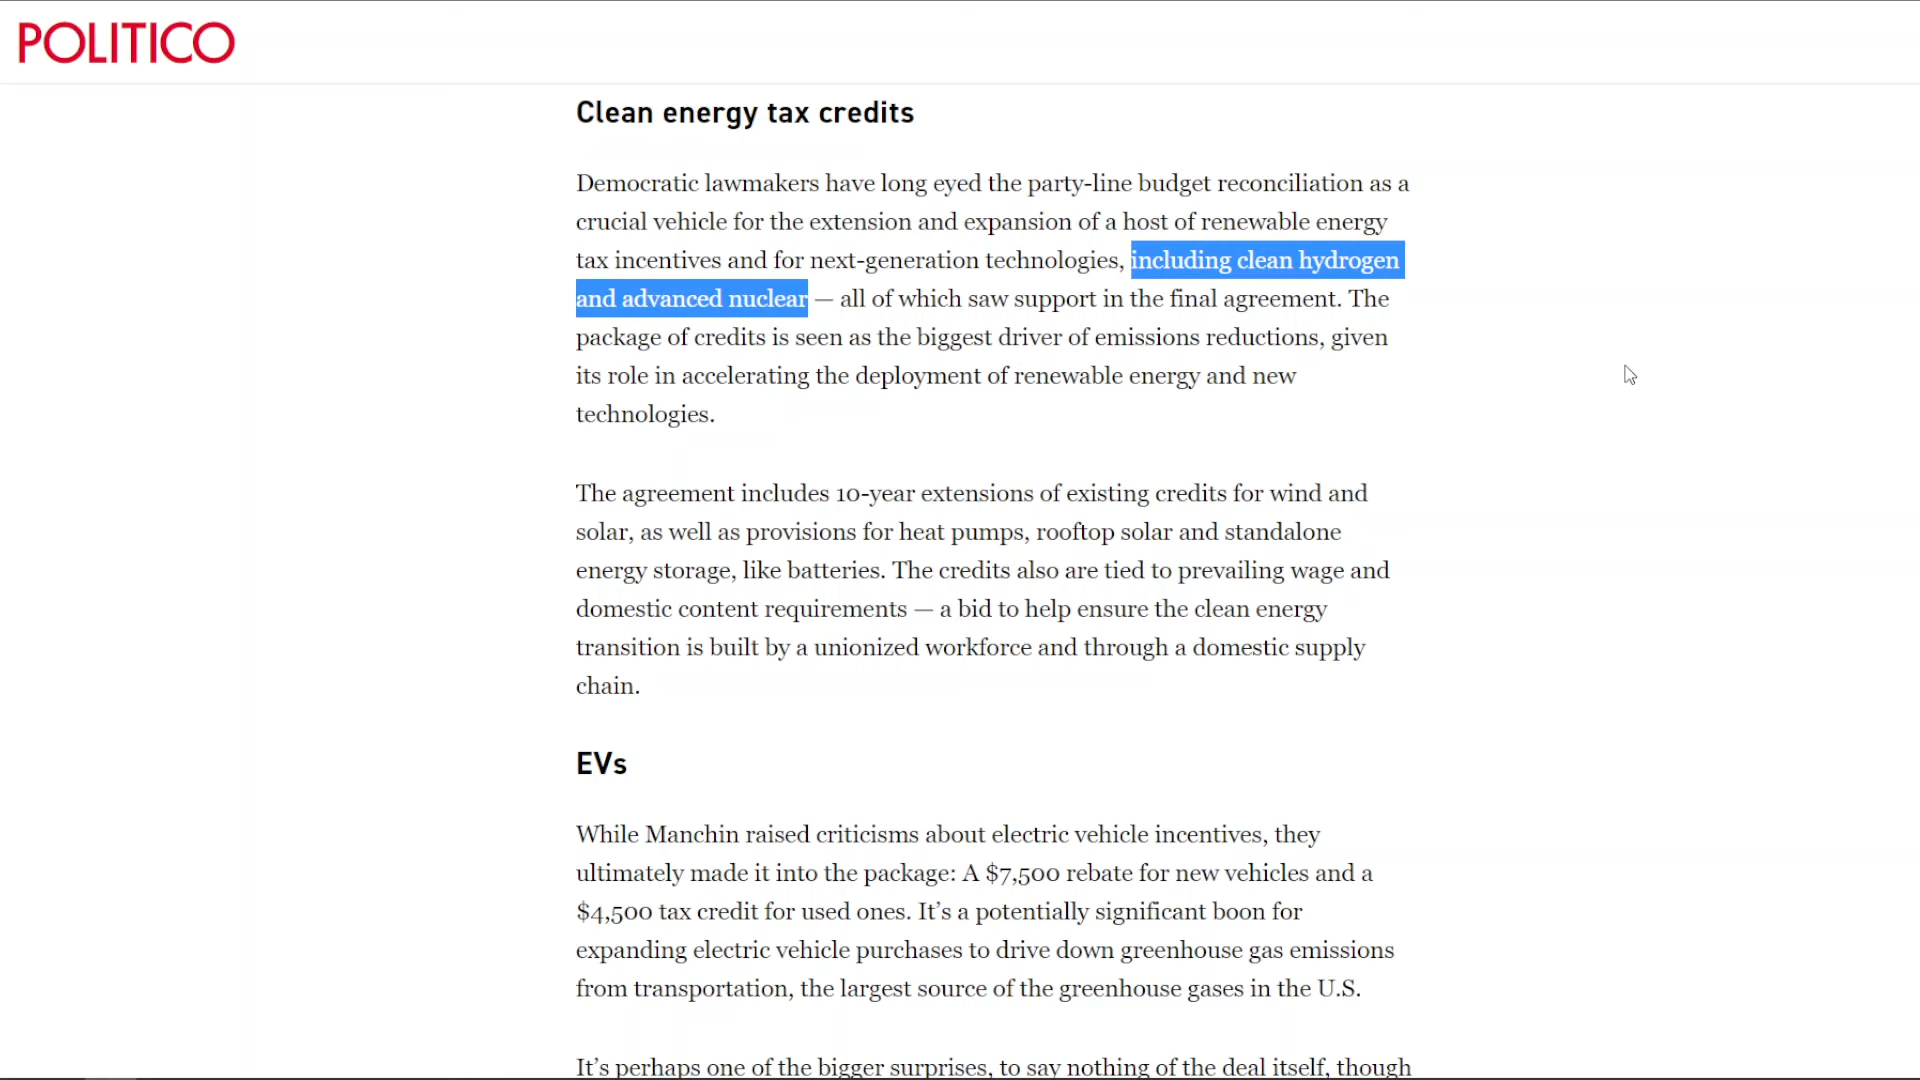 POLITICO
Clean energy tax credits
Democratic lawmakers have long eyed the party-line budget reconciliation as a
crucial vehicle for the extension and expansion of a host of renewable energy
tax incentives and for next-generation technologies, including clean hydrogen
and advanced nuclear — all of which saw support in the final agreement. The
package of credits is seen as the biggest driver of emissions reductions, given
its role in accelerating the deployment of renewable energy and new
technologies.
The agreement includes 10-year extensions of existing credits for wind and
solar, as well as provisions for heat pumps, rooftop solar and standalone
energy storage, like batteries. The credits also are tied to prevailing wage and
domestic content requirements — a bid to help ensure the clean energy
transition is built by a unionized workforce and through a domestic supply
chain.
EVs
While Manchin raised criticisms about electric vehicle incentives, they
ultimately made it into the package: A $7,500 rebate for new vehicles and a
$4,500 tax credit for used ones. It’s a potentially significant boon for
expanding electric vehicle purchases to drive down greenhouse gas emissions
from transportation, the largest source of the greenhouse gases in the U.S.
It’s perhaps one of the bigger surprises, to say nothing of the deal itself, though